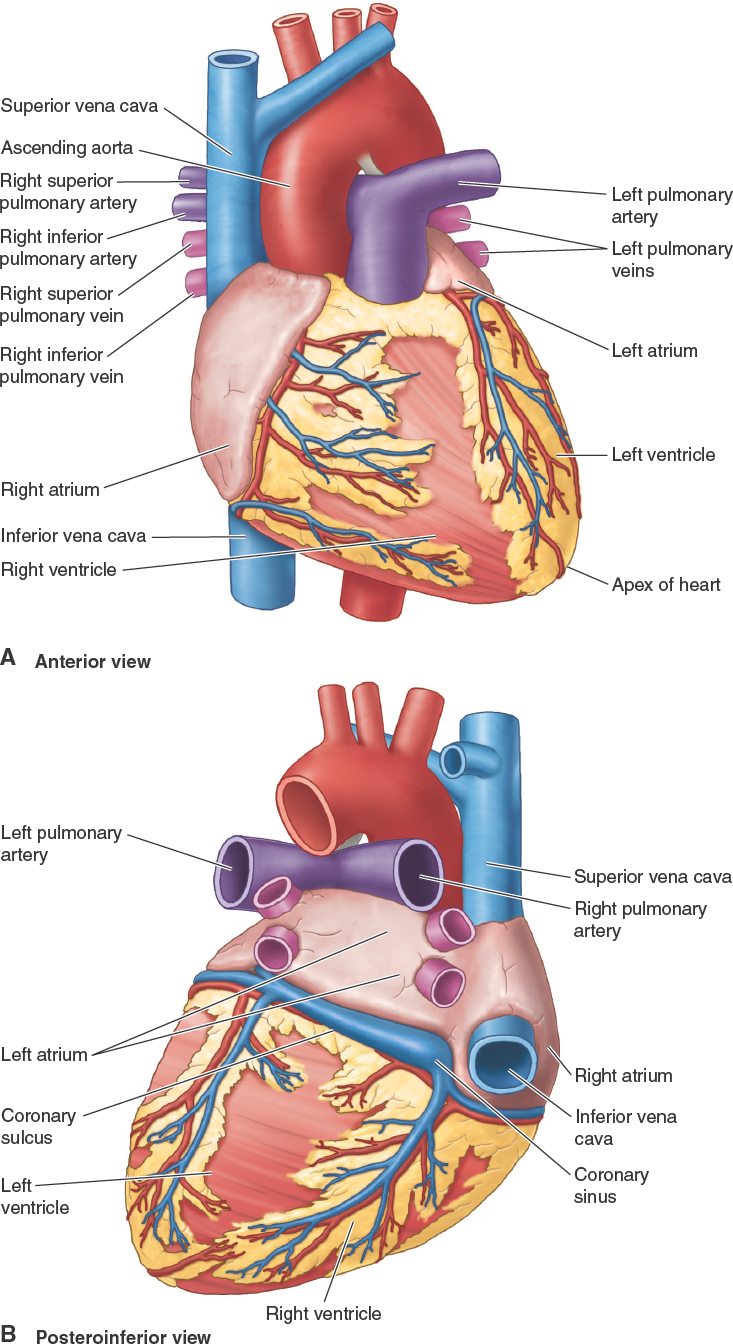 Superior vena cava
Ascending aorta
Right superior
pulmonary artery
Right inferior
pulmonary artery
Right superior
pulmonary vein
Right inferior
pulmonary vein
Right atrium
Inferior vena cava
Right ventricle
Left pulmonary
artery
Left pulmonary
veins
Left atrium
Left ventricle
Apex of heart
A Anterior view
Left pulmonary
artery
Left atrium
Coronary
sulcus
Left
ventricle
Superior vena cava
Right pulmonary
artery
Right atrium
Inferior vena
cava
Coronary
sinus
Right ventricle
B Posteroinferior view